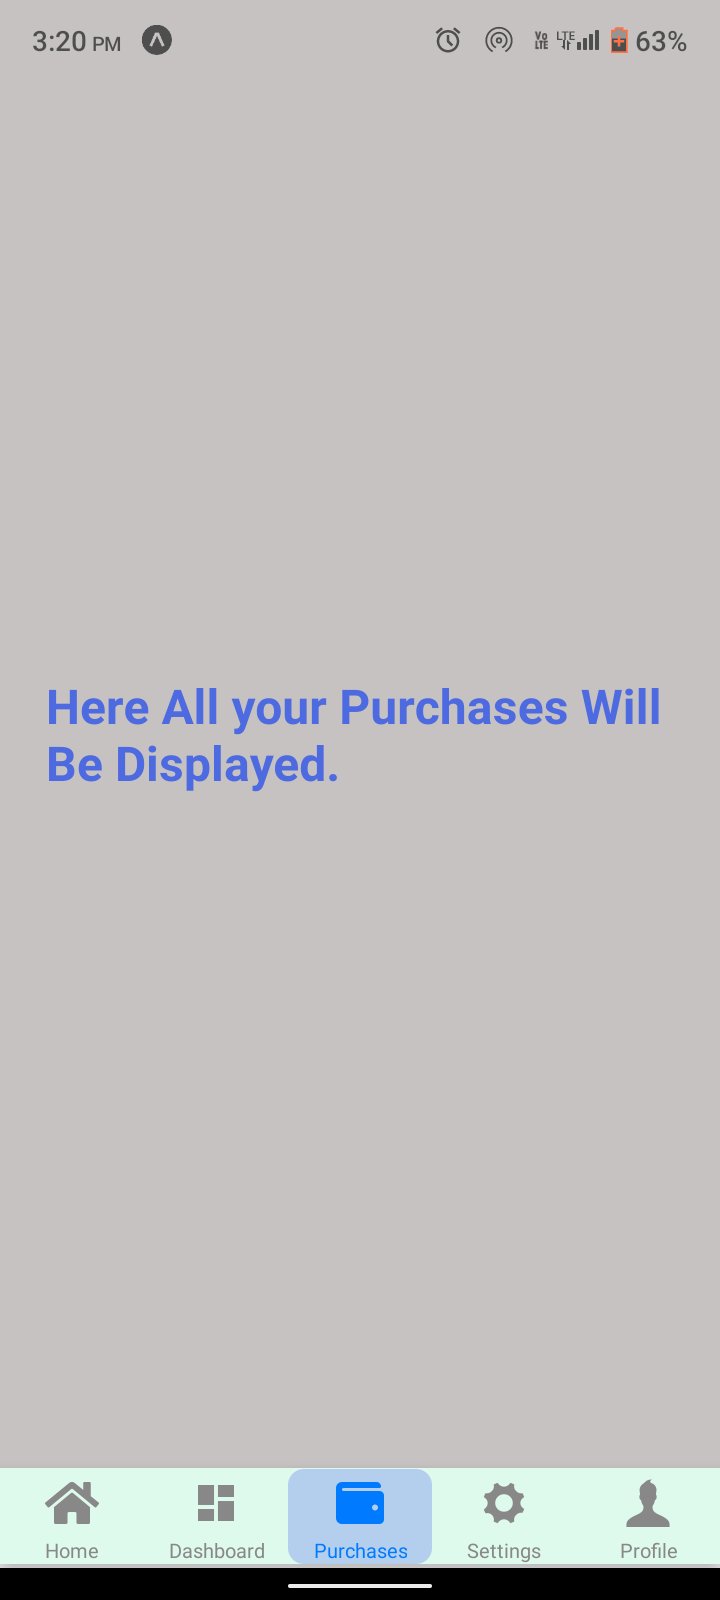 3:20 PM Vo LTE LTE 63%
Here All your Purchases Will
Be Displayed.
Home Dashboard Purchases Settings Profile